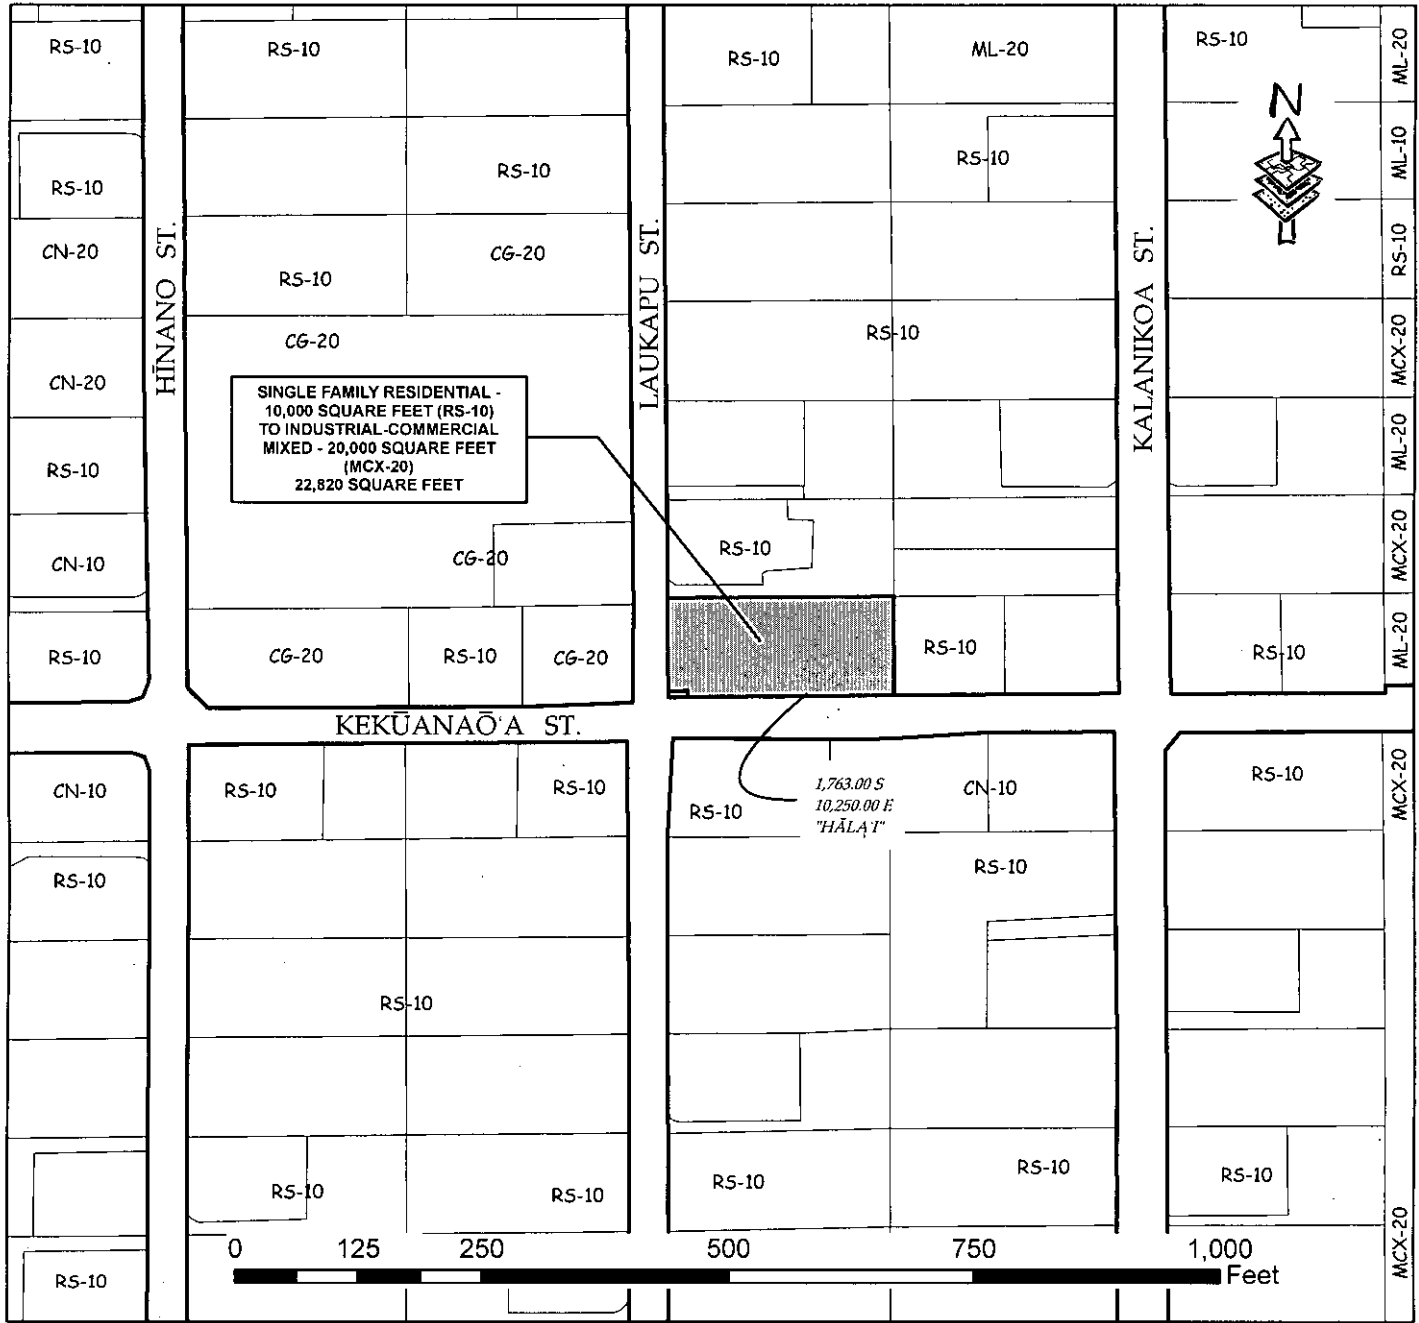 RS-10
RS-10
RS-10
ML-20
RS-10
ML-20
N
RS-10
RS-10
RS-10
ML-10
CN-20
RS-10
CG-20
RS-10
HĪNANO ST.
LAUKAPU ST.
KALANIKOA ST.
CG-20
RS-10
MCX-20
CN-20
SINGLE FAMILY RESIDENTIAL -
10,000 SQUARE FEET (RS-10)
TO INDUSTRIAL-COMMERCIAL
MIXED - 20,000 SQUARE FEET
(MCX-20)
22,820 SQUARE FEET
RS-10
ML-20
CN-10
CG-20
RS-10
MCX-20
RS-10
CG-20
RS-10
CG-20
RS-10
RS-10
ML-20
KEKŪANAŌʻA ST.
CN-10
RS-10
RS-10
RS-10
1,763.00 S
10,250.00 E
"HĀLAʻI"
CN-10
RS-10
MCX-20
RS-10
RS-10
RS-10
RS-10
RS-10
RS-10
RS-10
RS-10
MCX-20
0 125 250 500 750 1,000
Feet
RS-10